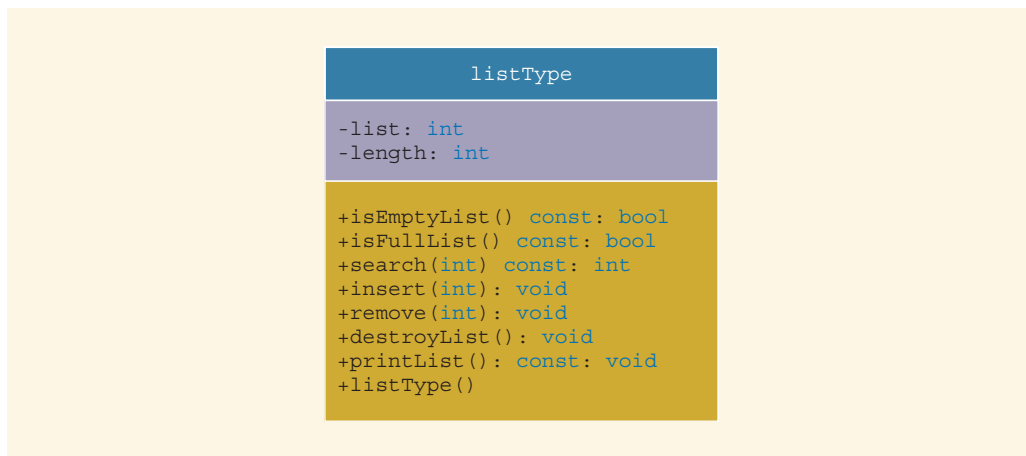 listType
-list: int
-length: int
+isEmptyList() const: bool
+isFullList() const: bool
+search(int) const: int
+insert(int): void
+remove(int): void
+destroyList(): void
+printList(): const: void
+listType()